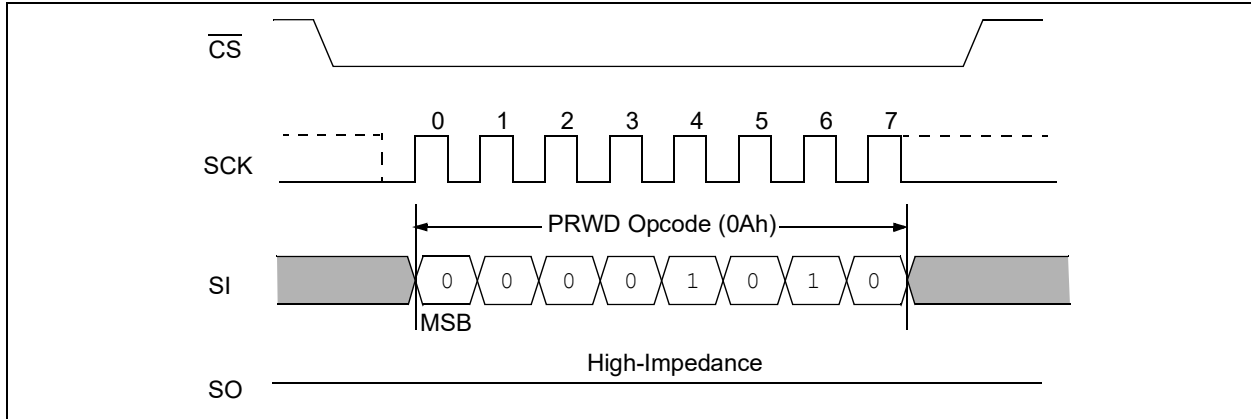 CS
0 1 2 3 4 5 6 7
SCK
PRWD Opcode (0Ah)
SI 0 0 0 0 1 0 1 0
MSB
High-Impedance
SO